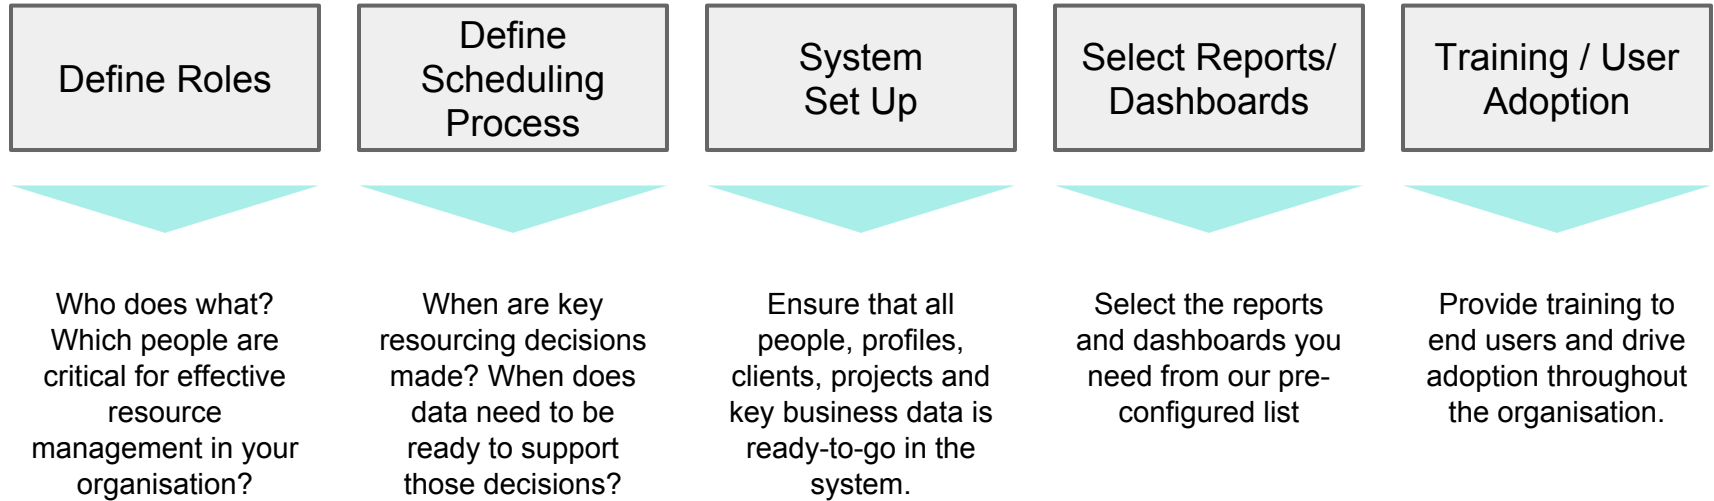 Define Roles
Define
Scheduling
Process
System
Set Up
Select Reports/
Dashboards
Training / User
Adoption
Who does what?
Which people are
critical for effective
resource
management in your
organisation?
When are key
resourcing decisions
made? When does
data need to be
ready to support
those decisions?
Ensure that all
people, profiles,
clients, projects and
key business data is
ready-to-go in the
system.
Select the reports
and dashboards you
need from our pre-
configured list
Provide training to
end users and drive
adoption throughout
the organisation.